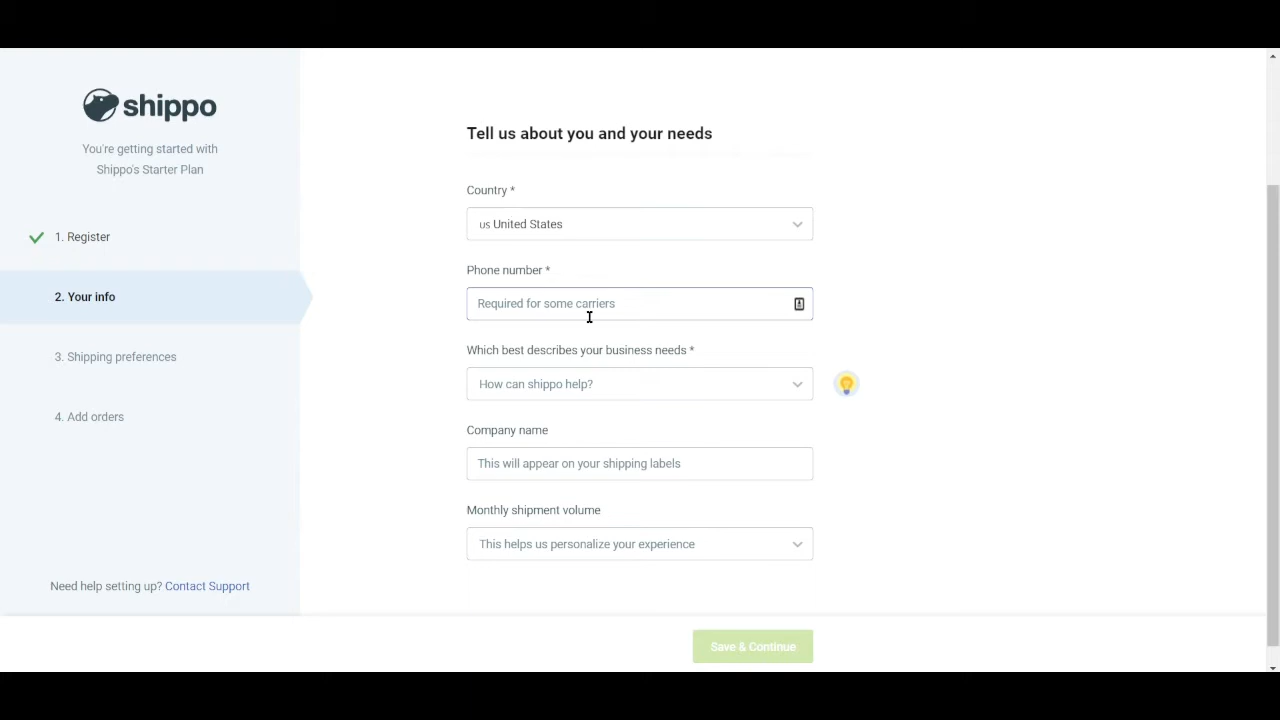 shippo
You're getting started with
Shippo's Starter Plan
1. Register
2. Your info
3. Shipping preferences
4. Add orders
Need help setting up? Contact Support
Tell us about you and your needs
Country *
US United States
Phone number *
Required for some carriers
Which best describes your business needs *
How can shippo help?
Company name
This will appear on your shipping labels
Monthly shipment volume
This helps us personalize your experience
Save & Continue